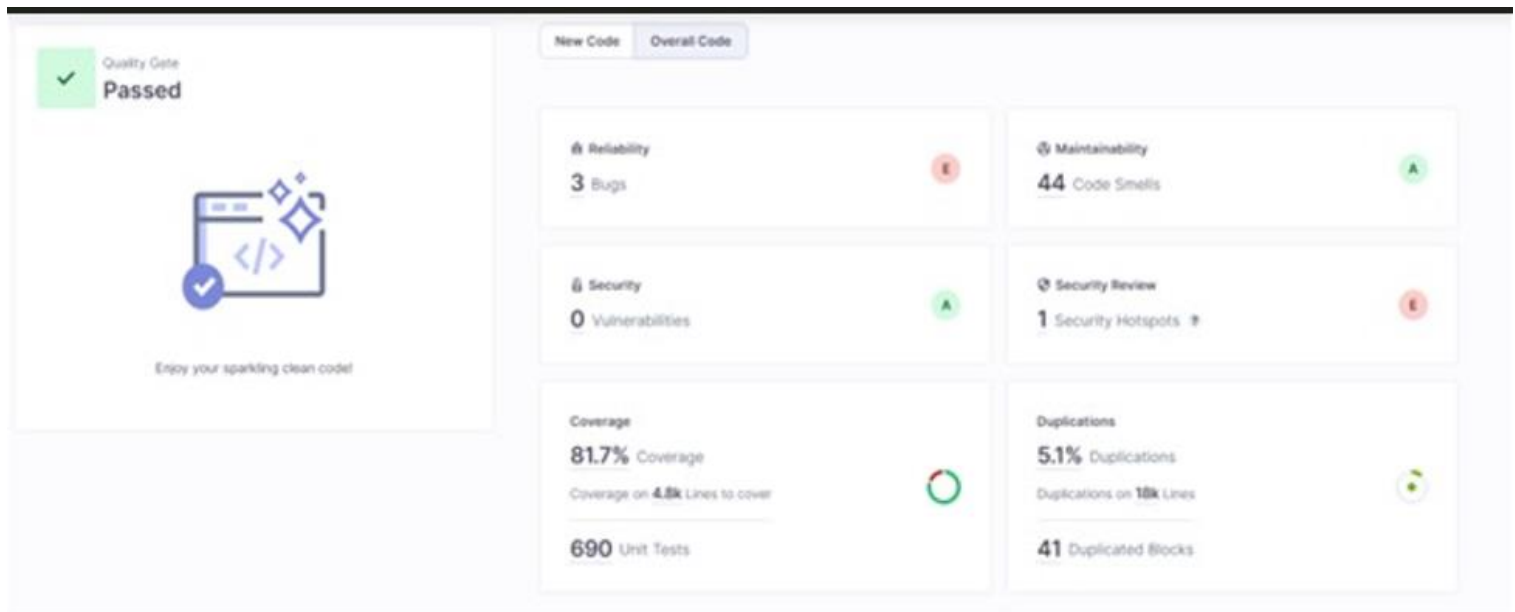 Quality Gate
Passed
Enjoy your sparkling clean code!
New Code
Overall Code
Reliability
3 Bugs
E
Maintainability
44 Code Smells
A
Security
0 Vulnerabilities
A
Security Review
1 Security Hotspots ?
E
Coverage
81.7% Coverage
Coverage on 4.8k Lines to cover
690 Unit Tests
Duplications
5.1% Duplications
Duplications on 18k Lines
41 Duplicated Blocks